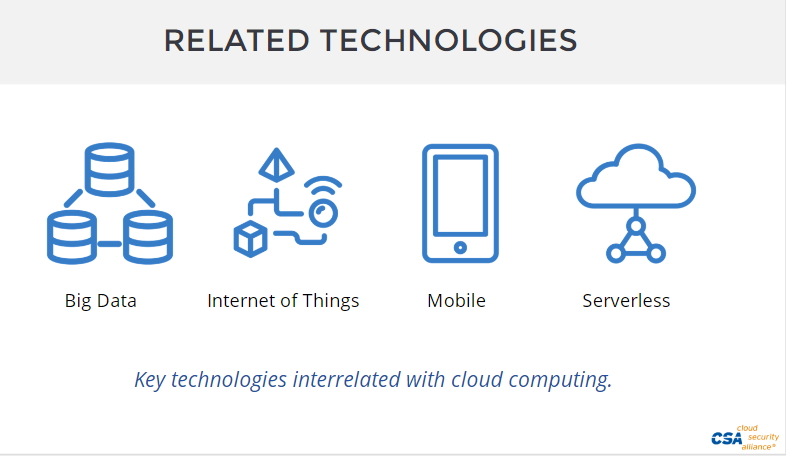 RELATED TECHNOLOGIES
Big Data
Internet of Things
Mobile
Serverless
Key technologies interrelated with cloud computing.
CSA cloud
security
alliance®